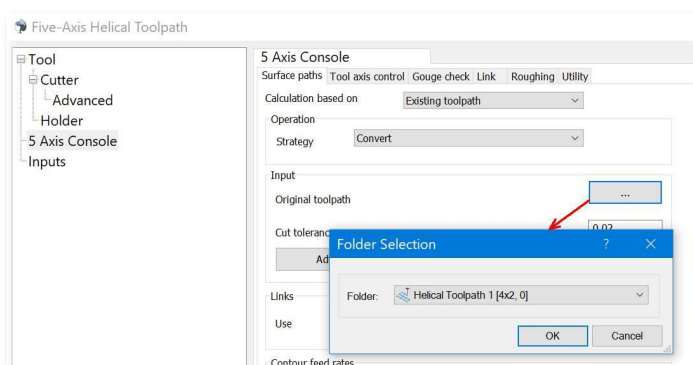 Five-Axis Helical Toolpath
Tool
Cutter
Advanced
Holder
5 Axis Console
Inputs
5 Axis Console
Surface paths Tool axis control Gouge check Link Roughing Utility
Calculation based on Existing toolpath
Operation
Strategy Convert
Input
Original toolpath ...
Cut toleranc 0.02
Ad
Folder Selection ? X
Folder: Helical Toolpath 1 [4x2, 0]
OK Cancel
Links
Use
Contour feed rates